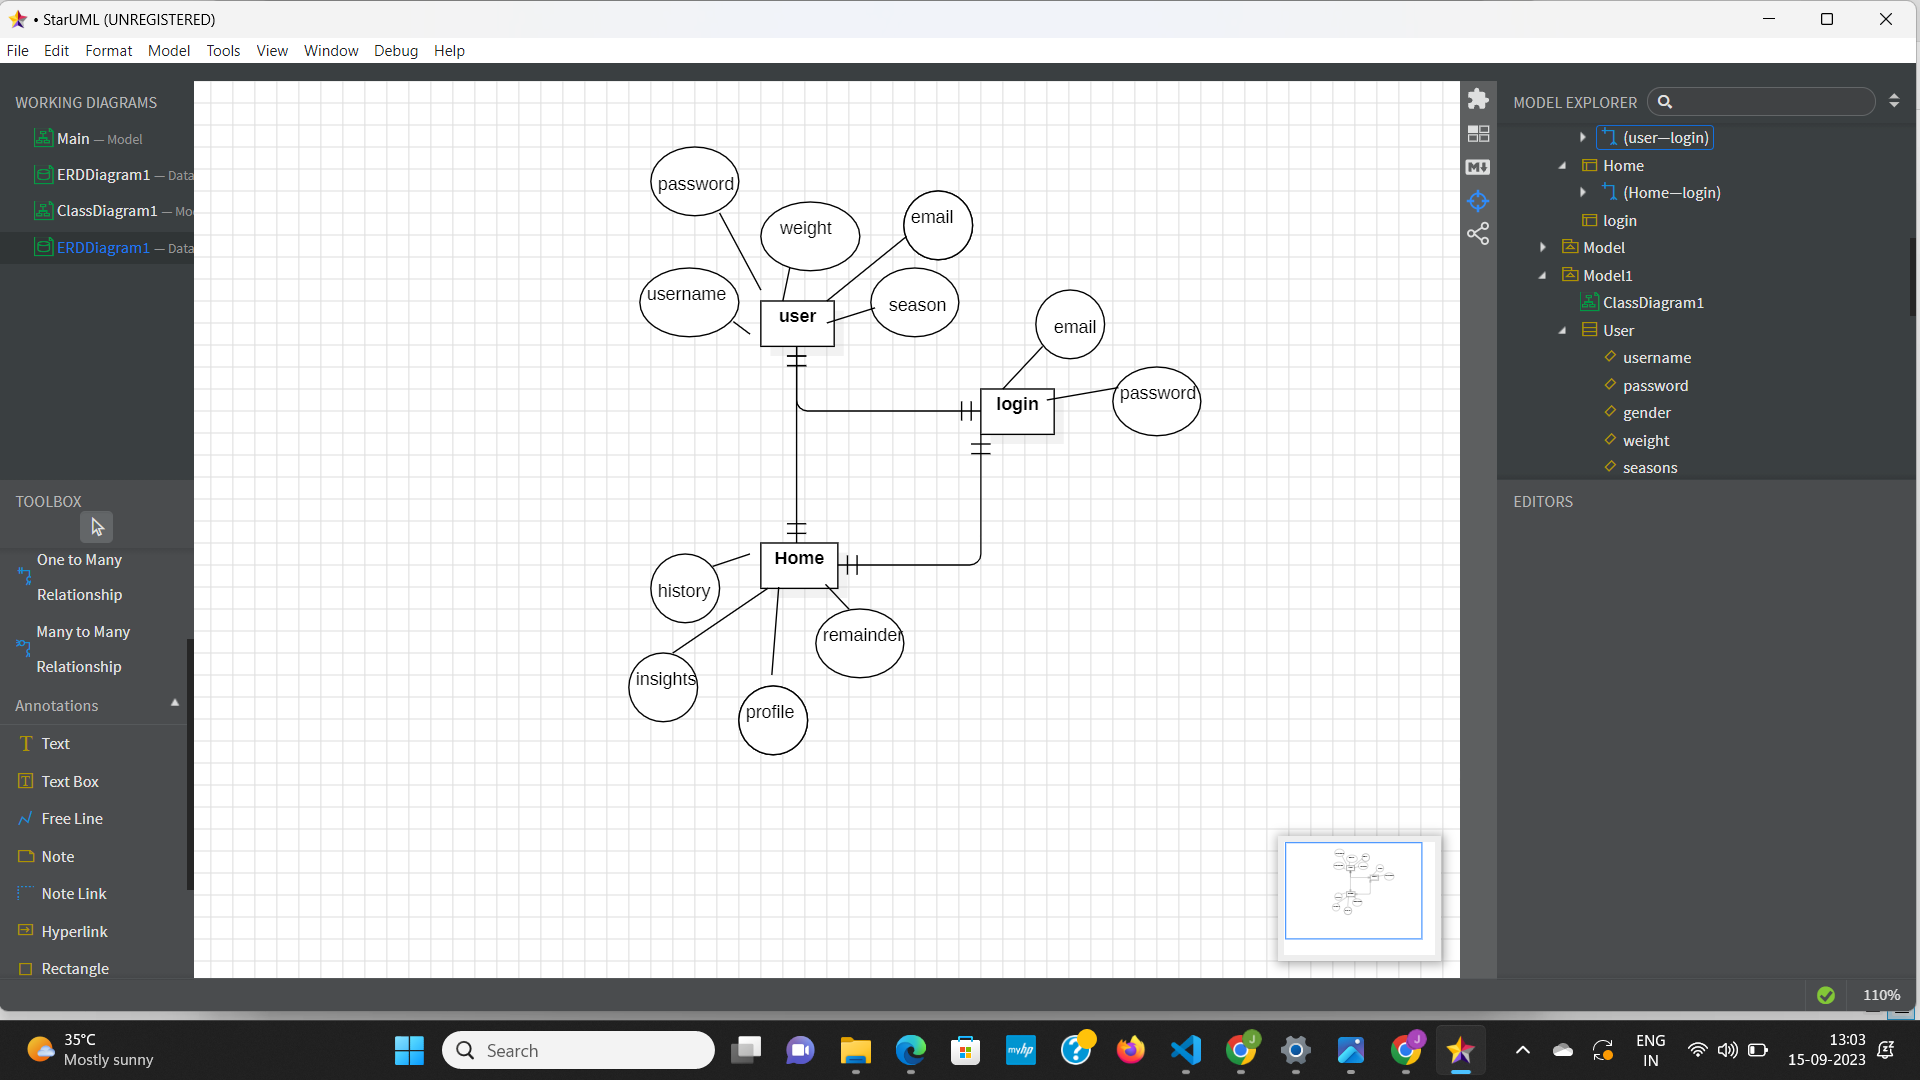 • StarUML (UNREGISTERED)
File Edit Format Model Tools View Window Debug Help
WORKING DIAGRAMS
Main — Model
ERDDiagram1 — Data
ClassDiagram1 — Mo
ERDDiagram1 — Data
TOOLBOX
One to Many
Relationship
Many to Many
Relationship
Annotations
Text
Text Box
Free Line
Note
Note Link
Hyperlink
Rectangle
password
weight
email
username
season
user
email
login
password
Home
history
remainder
insights
profile
MODEL EXPLORER
(user—login)
Home
(Home—login)
login
Model
Model1
ClassDiagram1
User
username
password
gender
weight
seasons
EDITORS
110%
35°C
Mostly sunny
Search
myhp
J
J
ENG
IN
13:03
15-09-2023